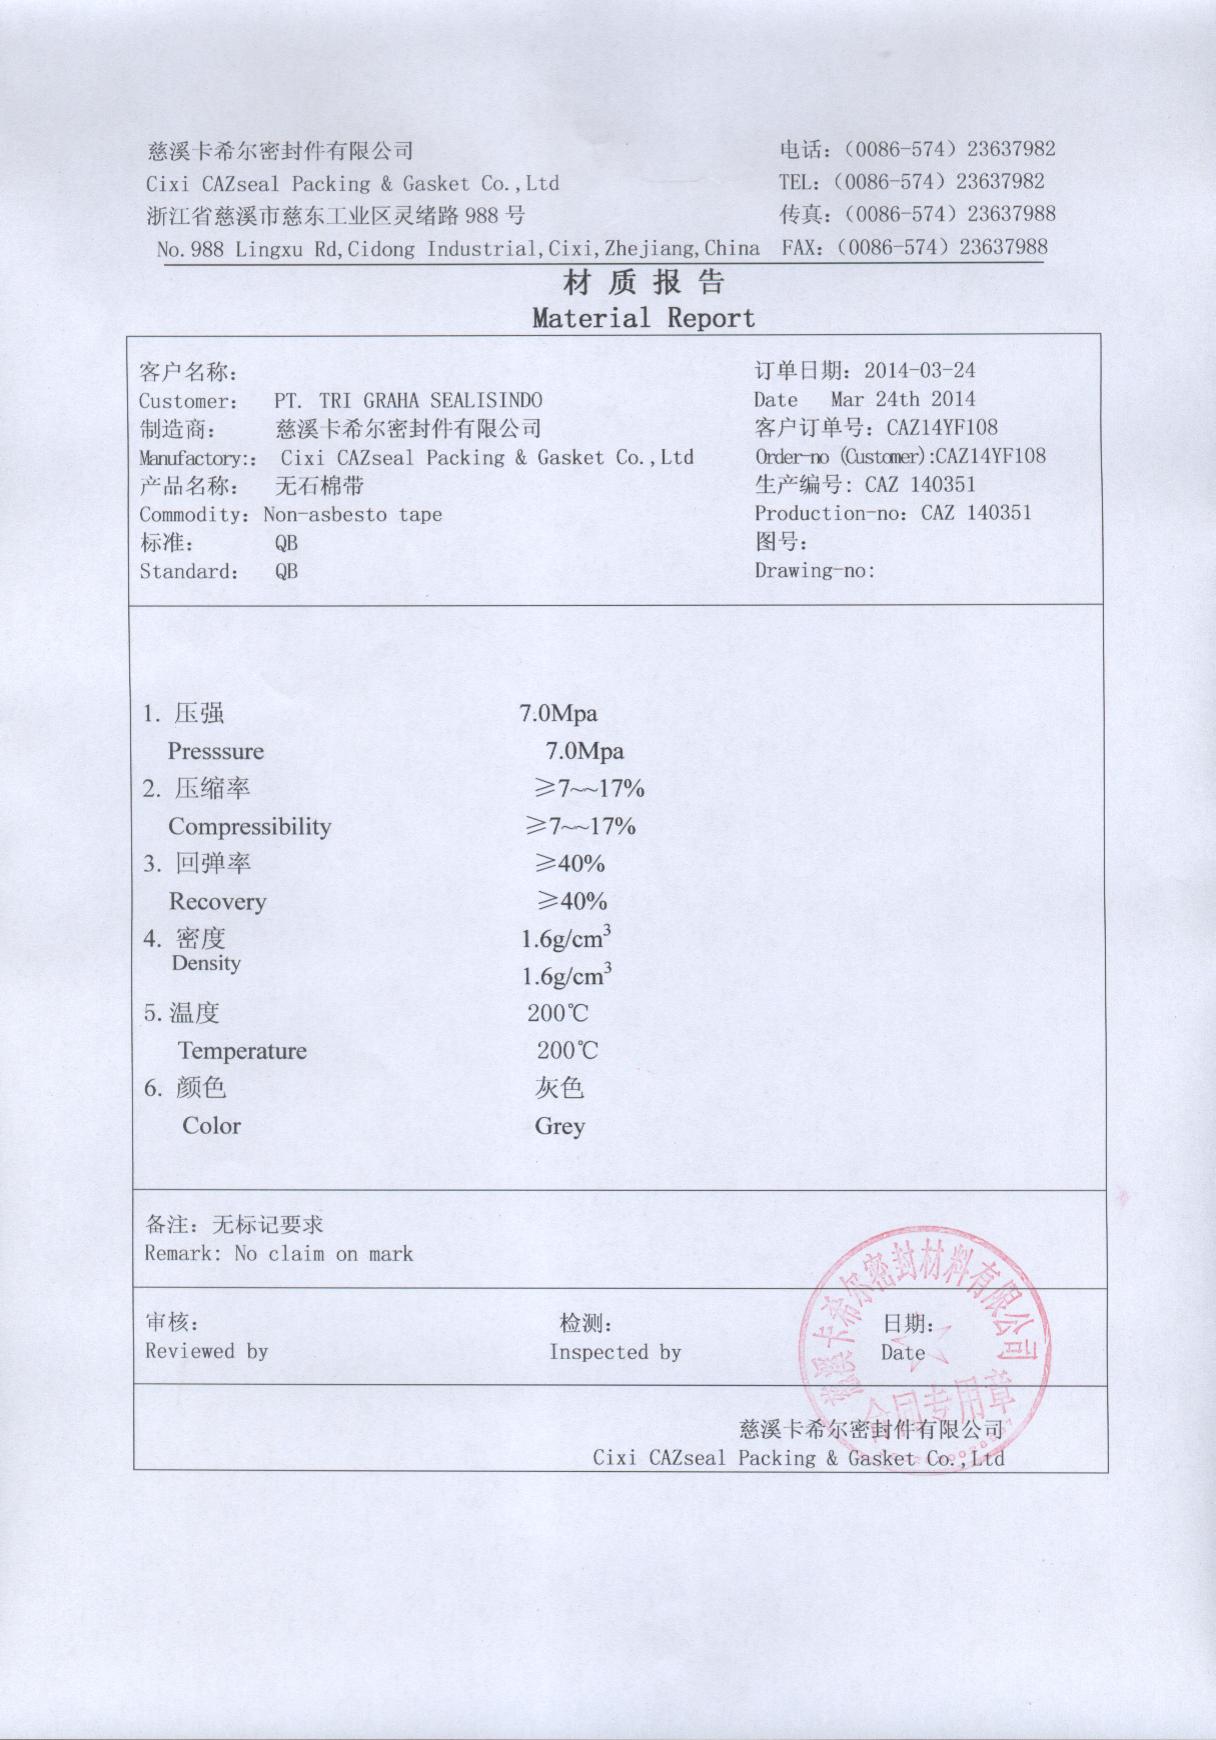 慈溪卡希尔密封件有限公司 电话：（0086-574）23637982
Cixi CAZseal Packing & Gasket Co.,Ltd TEL：（0086-574）23637982
浙江省慈溪市慈东工业区灵绪路 988 号 传真：（0086-574）23637988
No.988 Lingxu Rd,Cidong Industrial,Cixi,Zhejiang,China FAX：（0086-574）23637988
材 质 报 告
Material Report
客户名称： 订单日期：2014-03-24
Customer： PT. TRI GRAHA SEALISINDO Date Mar 24th 2014
制造商： 慈溪卡希尔密封件有限公司 客户订单号：CAZ14YF108
Manufactory:： Cixi CAZseal Packing & Gasket Co.,Ltd Order-no (Customer):CAZ14YF108
产品名称： 无石棉带 生产编号：CAZ 140351
Commodity：Non-asbesto tape Production-no：CAZ 140351
标准： QB 图号：
Standard： QB Drawing-no:
1. 压强 7.0Mpa
Presssure 7.0Mpa
2. 压缩率 ≥7~~17%
Compressibility ≥7~~17%
3. 回弹率 ≥40%
Recovery ≥40%
4. 密度 1.6g/cm³
Density 1.6g/cm³
5. 温度 200℃
Temperature 200℃
6. 颜色 灰色
Color Grey
备注：无标记要求
Remark: No claim on mark
审核： 检测： 日期：
Reviewed by Inspected by Date
慈溪卡希尔密封材料有限公司
合同专用章
慈溪卡希尔密封件有限公司
Cixi CAZseal Packing & Gasket Co.,Ltd